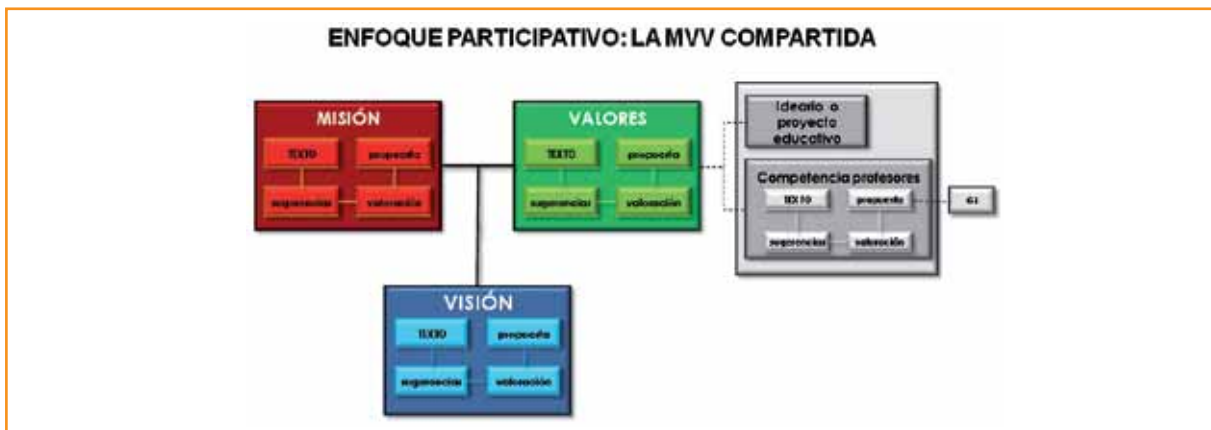 ENFOQUE PARTICIPATIVO: LA MVV COMPARTIDA
MISIÓN
TEXTO propuesta
sugerencias valoración
VALORES
TEXTO propuesta
sugerencias valoración
Ideario o
proyecto
educativo
Competencia profesores
TEXTO propuesta
sugerencias valoración
VISIÓN
TEXTO propuesta
sugerencias valoración